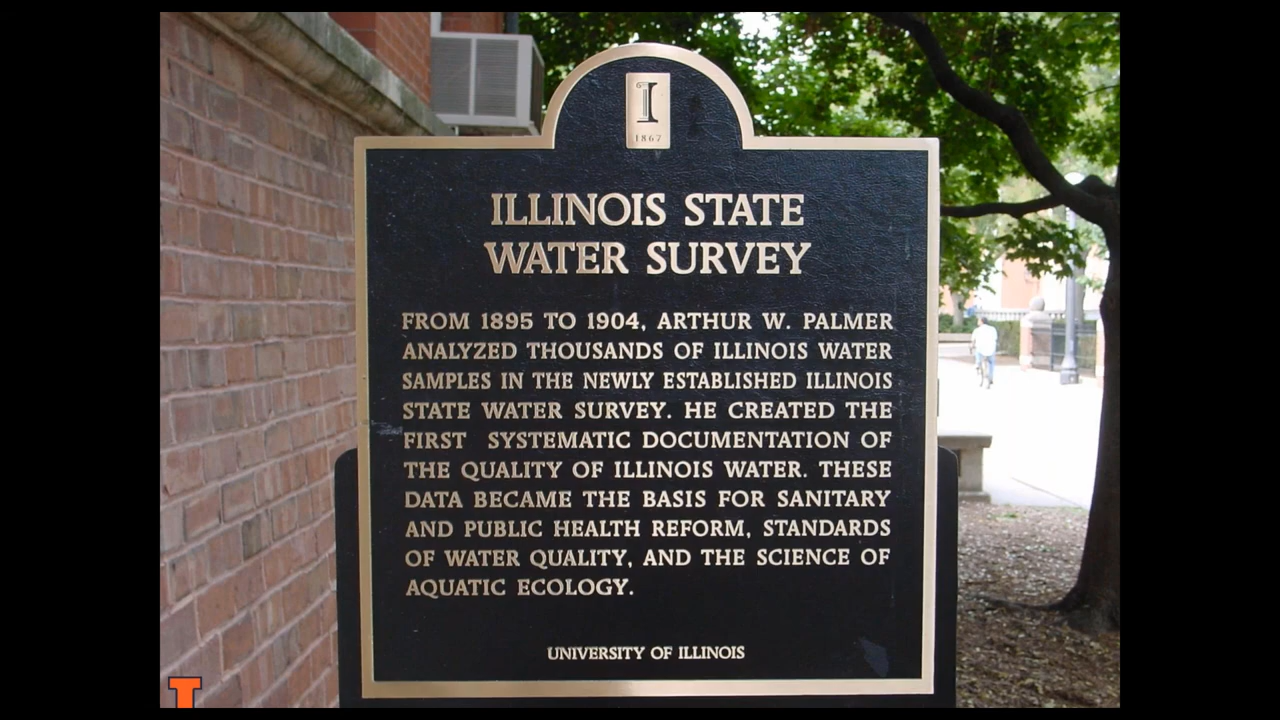 I
1867
ILLINOIS STATE
WATER SURVEY
FROM 1895 TO 1904, ARTHUR W. PALMER
ANALYZED THOUSANDS OF ILLINOIS WATER
SAMPLES IN THE NEWLY ESTABLISHED ILLINOIS
STATE WATER SURVEY. HE CREATED THE
FIRST SYSTEMATIC DOCUMENTATION OF
THE QUALITY OF ILLINOIS WATER. THESE
DATA BECAME THE BASIS FOR SANITARY
AND PUBLIC HEALTH REFORM, STANDARDS
OF WATER QUALITY, AND THE SCIENCE OF
AQUATIC ECOLOGY.
UNIVERSITY OF ILLINOIS
I